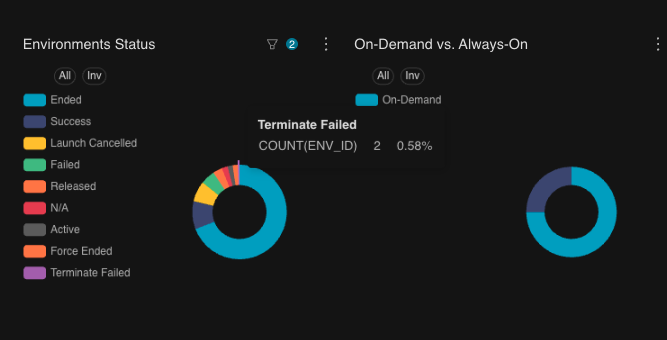 Environments Status
2
On-Demand vs. Always-On
All
Inv
All
Inv
Ended
Success
Launch Cancelled
Failed
Released
N/A
Active
Force Ended
Terminate Failed
On-Demand
Terminate Failed
COUNT(ENV_ID) 2 0.58%